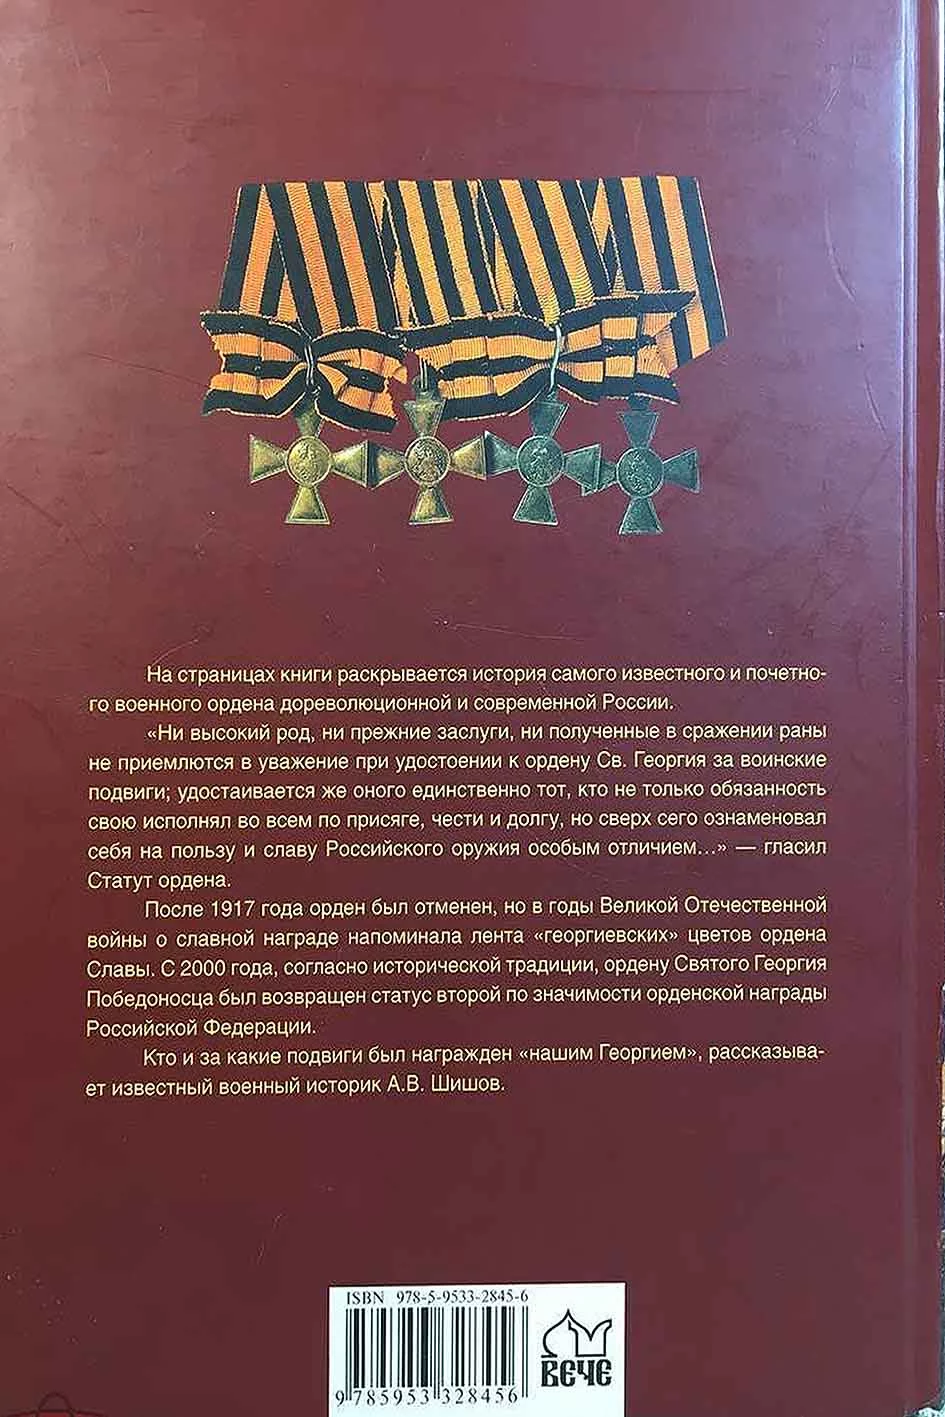 На страницах книги раскрывается история самого известного и почетно-
го военного ордена дореволюционной и современной России.
«Ни высокий род, ни прежние заслуги, ни полученные в сражении раны
не приемлются в уважение при удостоении к ордену Св. Георгия за воинские
подвиги; удостаивается же оного единственно тот, кто не только обязанность
свою исполнял во всем по присяге, чести и долгу, но сверх сего ознаменовал
себя на пользу и славу Российского оружия особым отличием...» — гласил
Статут ордена.
После 1917 года орден был отменен, но в годы Великой Отечественной
войны о славной награде напоминала лента «георгиевских» цветов ордена
Славы. С 2000 года, согласно исторической традиции, ордену Святого Георгия
Победоносца был возвращен статус второй по значимости орденской награды
Российской Федерации.
Кто и за какие подвиги был награжден «нашим Георгием», рассказыва-
ет известный военный историк А.В. Шишов.
ISBN 978-5-9533-2845-6
ВЕЧЕ
9 785953 328456